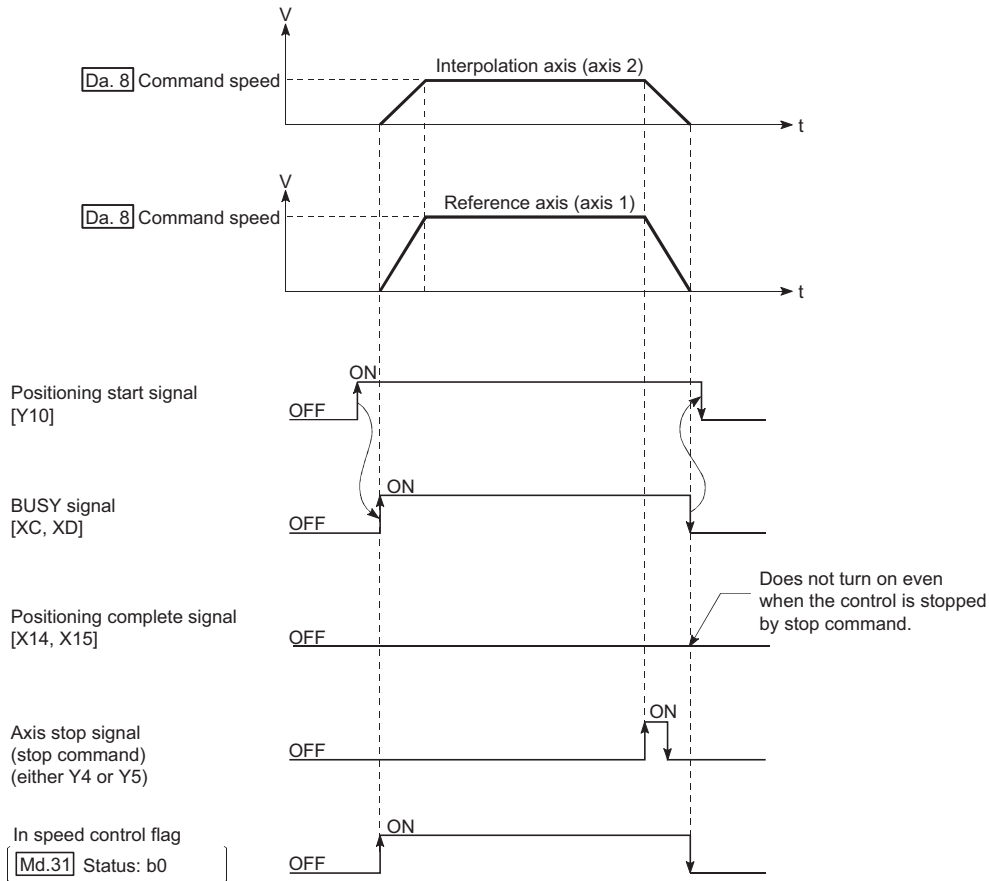 V
Interpolation axis (axis 2)
Da. 8 Command speed
t
V
Reference axis (axis 1)
Da. 8 Command speed
t
ON
Positioning start signal
[Y10]
OFF
ON
BUSY signal
[XC, XD]
OFF
Does not turn on even
when the control is stopped
by stop command.
Positioning complete signal
[X14, X15]
OFF
ON
Axis stop signal
(stop command)
(either Y4 or Y5)
OFF
In speed control flag
ON
Md.31 Status: b0
OFF